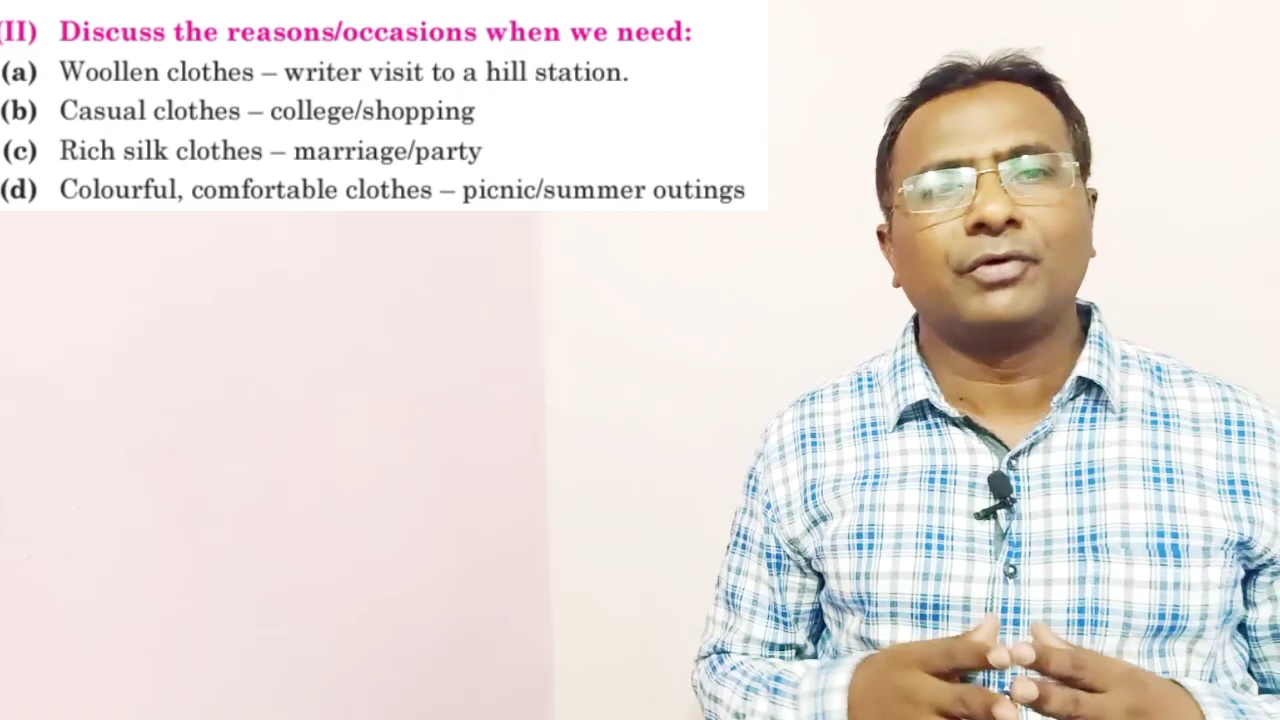 (II) Discuss the reasons/occasions when we need:
(a) Woollen clothes – writer visit to a hill station.
(b) Casual clothes – college/shopping
(c) Rich silk clothes – marriage/party
(d) Colourful, comfortable clothes – picnic/summer outings